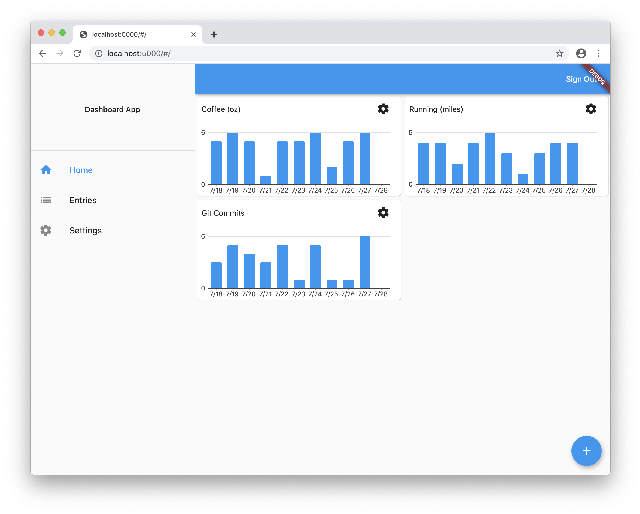 localhost:5000/#/
localhost:5000/#/
Sign Out
DEBUG
Dashboard App
Home
Entries
Settings
Coffee (oz)
6
0
7/18 7/19 7/20 7/21 7/22 7/23 7/24 7/25 7/26 7/27 7/28
Running (miles)
6
0
7/18 7/19 7/20 7/21 7/22 7/23 7/24 7/25 7/26 7/27 7/28
Git Commits
6
0
7/18 7/19 7/20 7/21 7/22 7/23 7/24 7/25 7/26 7/27 7/28